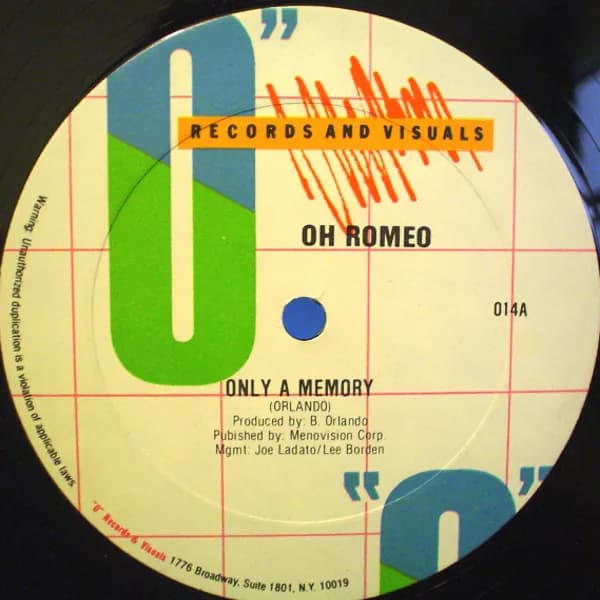 O"
RECORDS AND VISUALS
OH ROMEO
014A
ONLY A MEMORY
(ORLANDO)
Produced by: B. Orlando
Pubished by: Menovision Corp.
Mgmt: Joe Ladato/Lee Borden
"O"
Warning: Unauthorized duplication is a violation of applicable laws.
"O" Records & Visuals 1776 Broadway, Suite 1801, N.Y. 10019